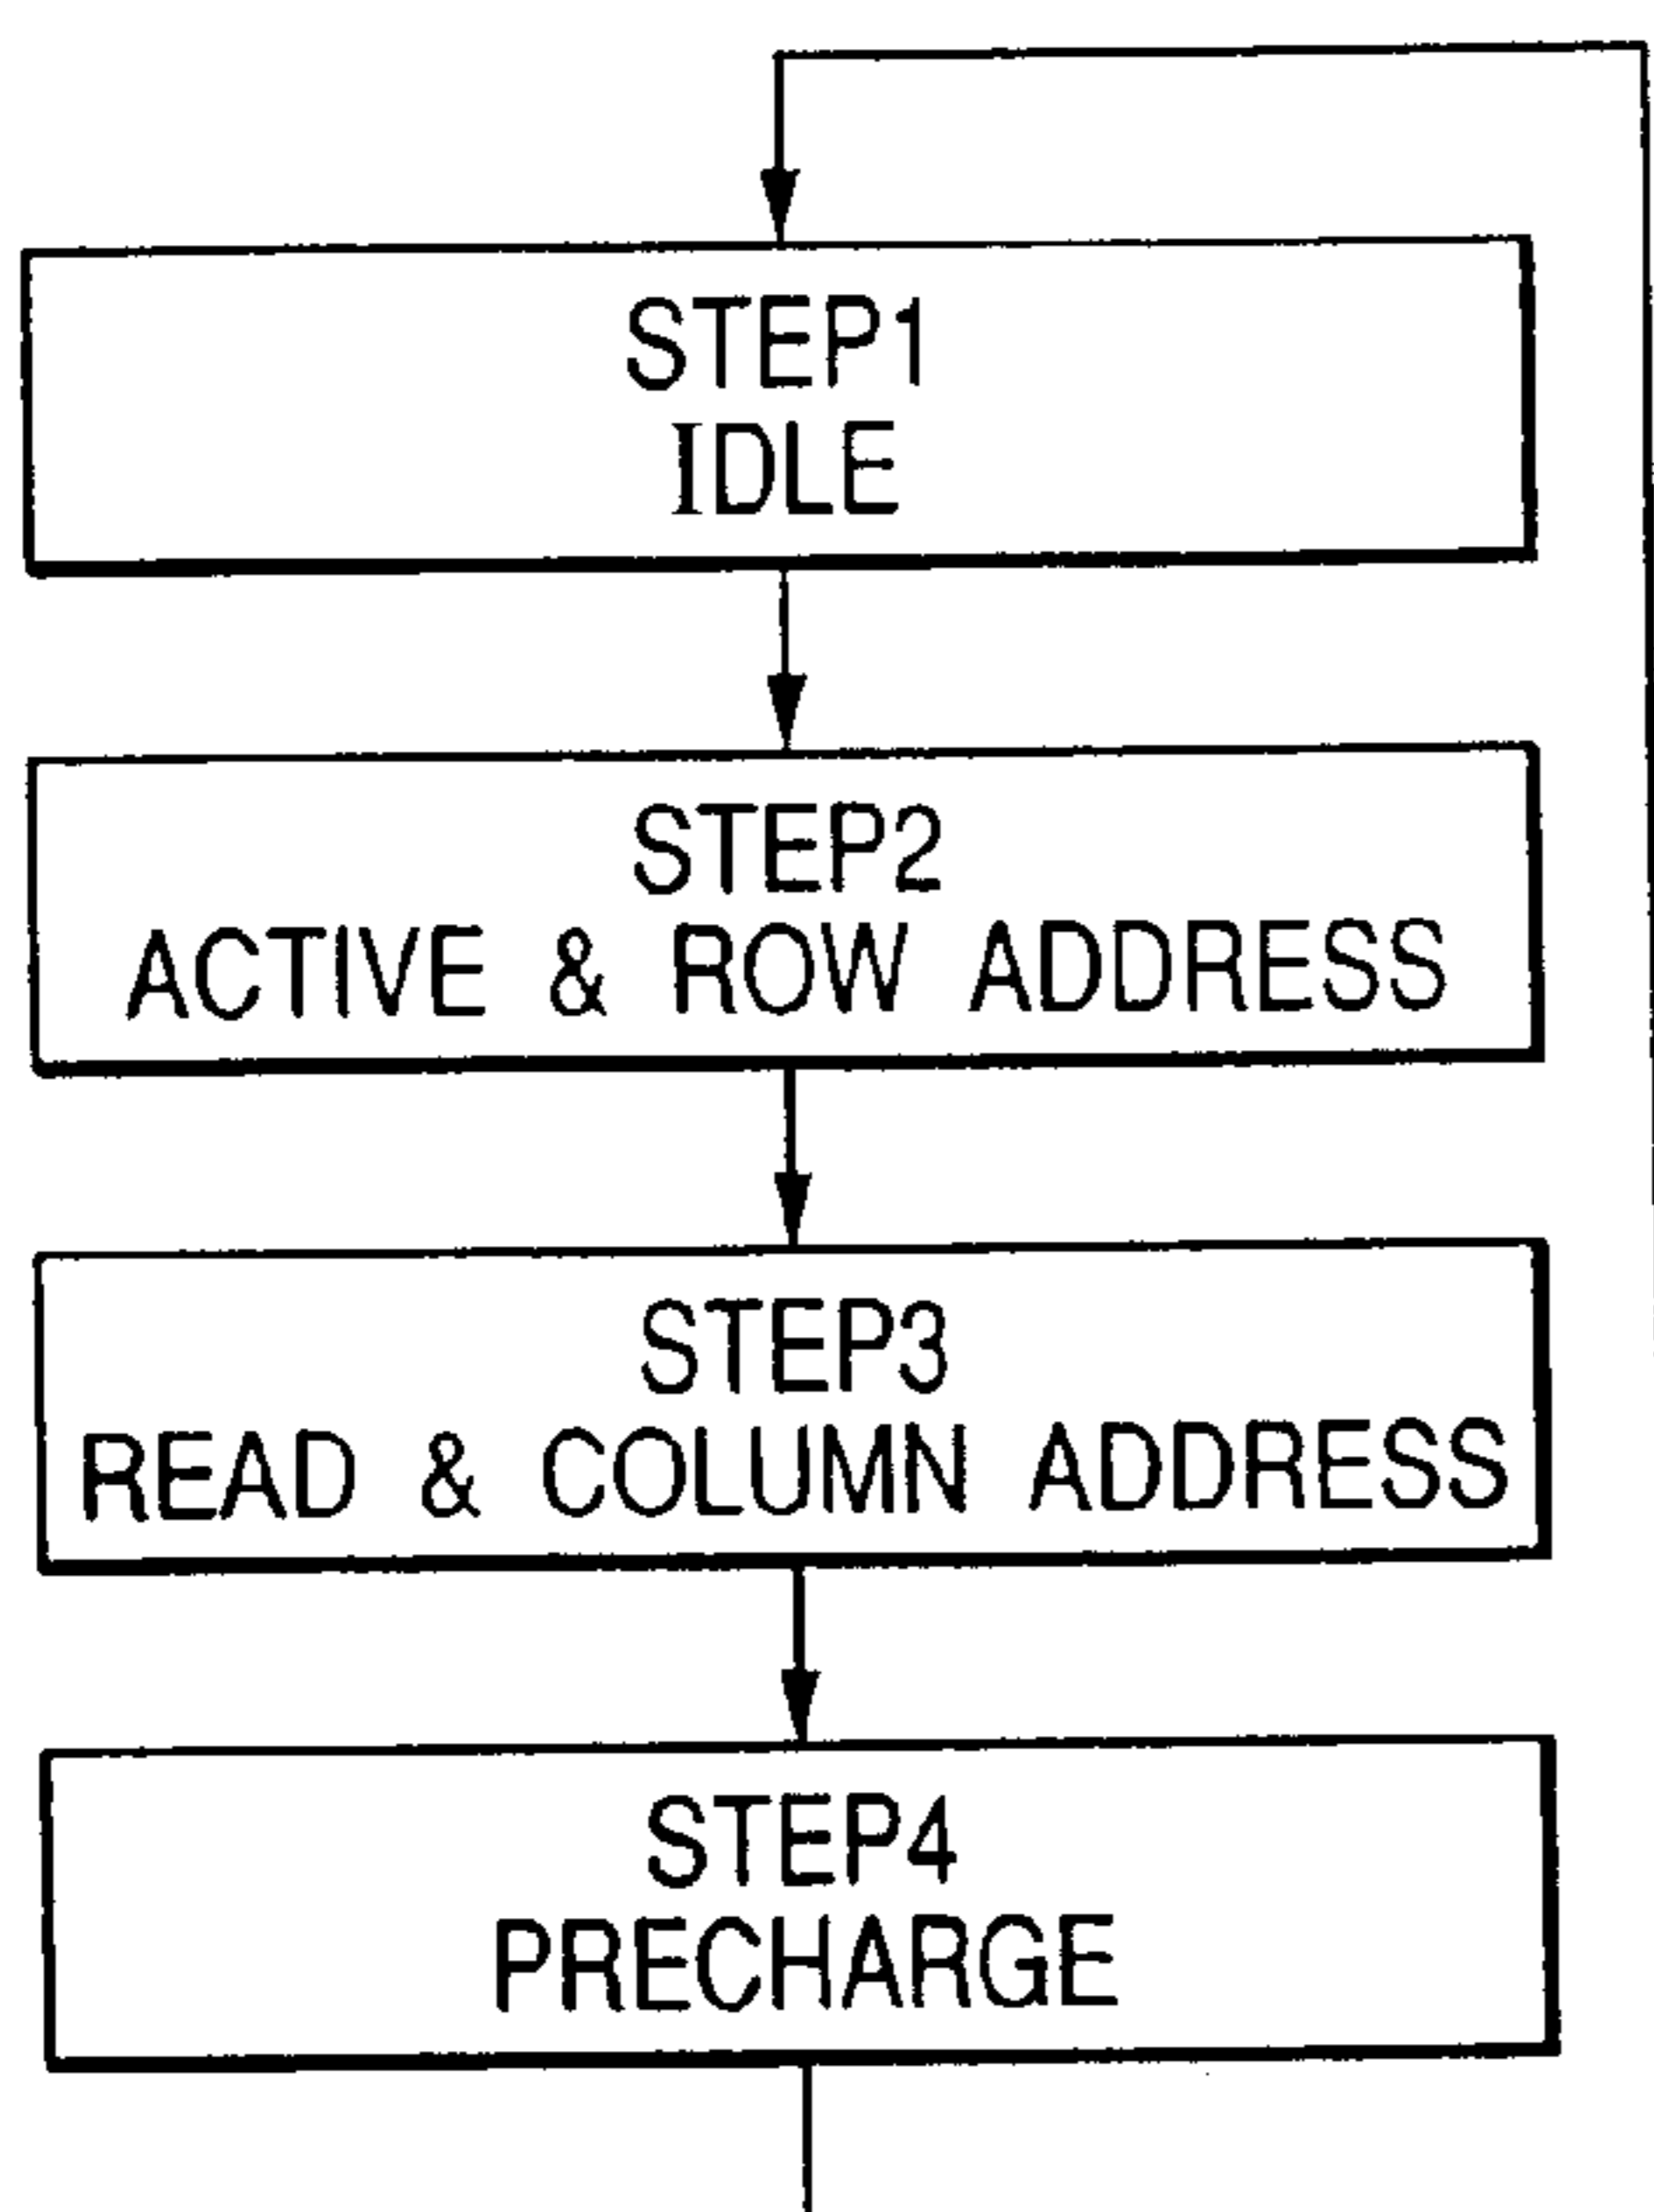 STEP1
IDLE
STEP2
ACTIVE & ROW ADDRESS
STEP3
READ & COLUMN ADDRESS
STEP4
PRECHARGE